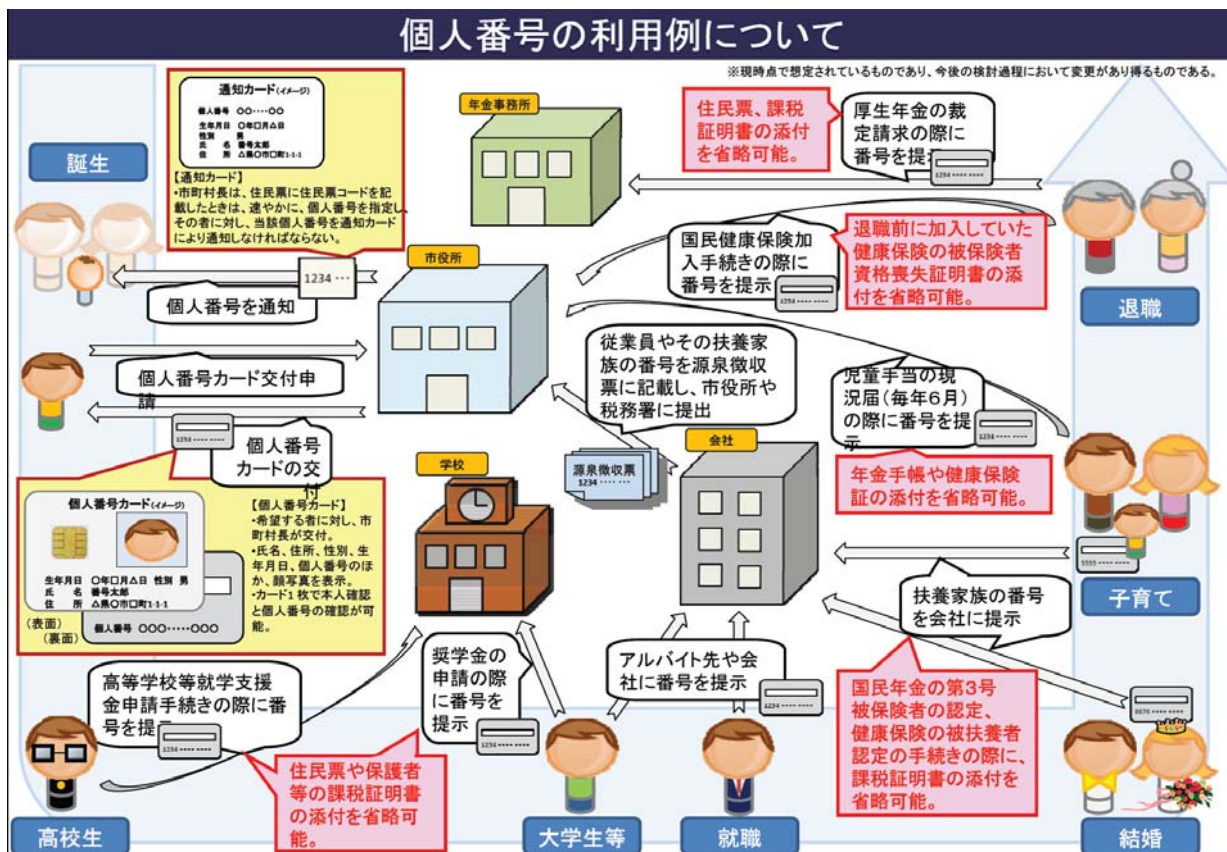 個人番号の利用例について
※現時点で想定されているものであり、今後の検討過程において変更があり得るものである。
通知カード(イメージ)
個人番号 〇〇・・・・〇〇
生年月日 〇年□月△日
性別 男
氏 名 番号太郎
住 所 △県〇市□町1-1-1
【通知カード】
・市町村長は、住民票に住民票コードを記
載したときは、速やかに、個人番号を指定し、
その者に対し、当該個人番号を通知カード
により通知しなければならない。
誕生
年金事務所
住民票、課税
証明書の添付
を省略可能。
厚生年金の裁
定請求の際に
番号を提示
1234 ···· ····
退職
国民健康保険加
入手続きの際に
番号を提示
1234 ···· ····
退職前に加入していた
健康保険の被保険者
資格喪失証明書の添
付を省略可能。
市役所
1234 ···
個人番号を通知
個人番号カード交付申
請
1234 ···· ····
個人番号
カードの交
付
従業員やその扶養家
族の番号を源泉徴収
票に記載し、市役所や
税務署に提出
児童手当の現
況届(毎年6月)
の際に番号を提
示
1234 ···· ····
年金手帳や健康保険
証の添付を省略可能。
源泉徴収票
1234 ····
会社
学校
個人番号カード(イメージ)
生年月日 〇年□月△日 性別 男
氏 名 番号太郎
住 所 △県〇市□町1-1-1
(表面)
(裏面)
個人番号 〇〇〇・・・・・〇〇〇
【個人番号カード】
・希望する者に対し、市
町村長が交付。
・氏名、住所、性別、生
年月日、個人番号のほ
か、顔写真を表示。
・カード1枚で本人確認
と個人番号の確認が可
能。
5555 ···· ····
子育て
扶養家族の番号
を会社に提示
高等学校等就学支援
金申請手続きの際に番
号を提示
1234 ···· ····
住民票や保護者
等の課税証明書
の添付を省略可
能。
奨学金の
申請の際
に番号を
提示
1234 ···· ····
アルバイト先や会
社に番号を提示
1234 ···· ····
国民年金の第3号
被保険者の認定、
健康保険の被扶養者
認定の手続きの際に、
課税証明書の添付を
省略可能。
高校生
大学生等
就職
結婚